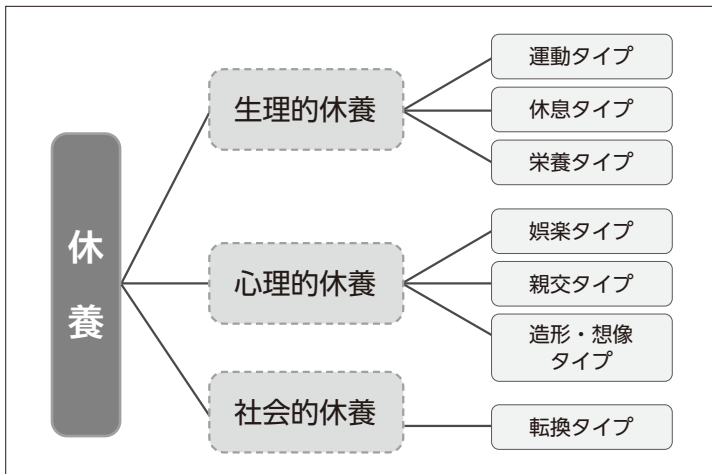 休養
生理的休養
運動タイプ
休息タイプ
栄養タイプ
心理的休養
娯楽タイプ
親交タイプ
造形・想像
タイプ
社会的休養
転換タイプ